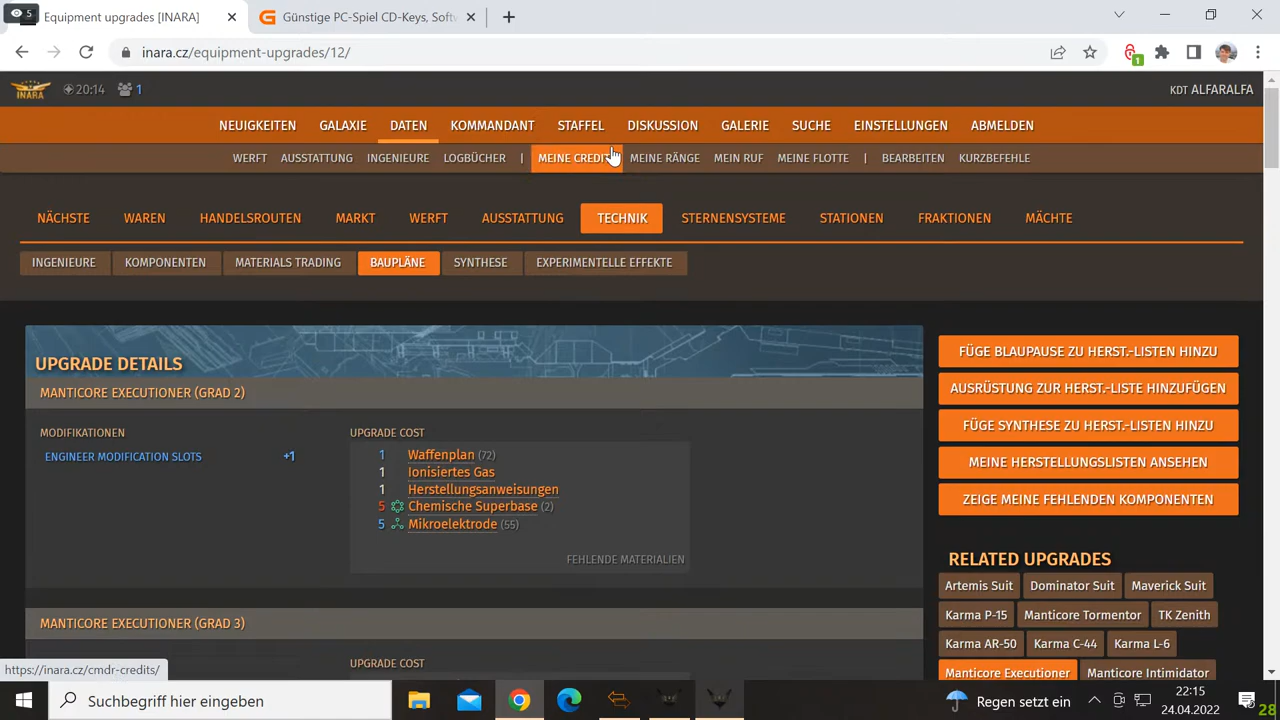 5
Equipment upgrades [INARA]
Günstige PC-Spiel CD-Keys, Softw
inara.cz/equipment-upgrades/12/
1
INARA
20:14
1
KDT ALFARALFA
NEUIGKEITEN GALAXIE DATEN KOMMANDANT STAFFEL DISKUSSION GALERIE SUCHE EINSTELLUNGEN ABMELDEN
WERFT AUSSTATTUNG INGENIEURE LOGBÜCHER | MEINE CREDIT MEINE RÄNGE MEIN RUF MEINE FLOTTE | BEARBEITEN KURZBEFEHLE
NÄCHSTE WAREN HANDELSROUTEN MARKT WERFT AUSSTATTUNG TECHNIK STERNENSYSTEME STATIONEN FRAKTIONEN MÄCHTE
INGENIEURE KOMPONENTEN MATERIALS TRADING BAUPLÄNE SYNTHESE EXPERIMENTELLE EFFEKTE
UPGRADE DETAILS
MANTICORE EXECUTIONER (GRAD 2)
MODIFIKATIONEN
ENGINEER MODIFICATION SLOTS +1
UPGRADE COST
1 Waffenplan (72)
1 Ionisiertes Gas
1 Herstellungsanweisungen
5 Chemische Superbase (2)
5 Mikroelektrode (55)
FEHLENDE MATERIALIEN
MANTICORE EXECUTIONER (GRAD 3)
UPGRADE COST
FÜGE BLAUPAUSE ZU HERST.-LISTEN HINZU
AUSRÜSTUNG ZUR HERST.-LISTE HINZUFÜGEN
FÜGE SYNTHESE ZU HERST.-LISTEN HINZU
MEINE HERSTELLUNGSLISTEN ANSEHEN
ZEIGE MEINE FEHLENDEN KOMPONENTEN
RELATED UPGRADES
Artemis Suit Dominator Suit Maverick Suit
Karma P-15 Manticore Tormentor TK Zenith
Karma AR-50 Karma C-44 Karma L-6
Manticore Executioner Manticore Intimidator
https://inara.cz/cmdr-credits/
Suchbegriff hier eingeben
Regen setzt ein
22:15
24.04.2022
28